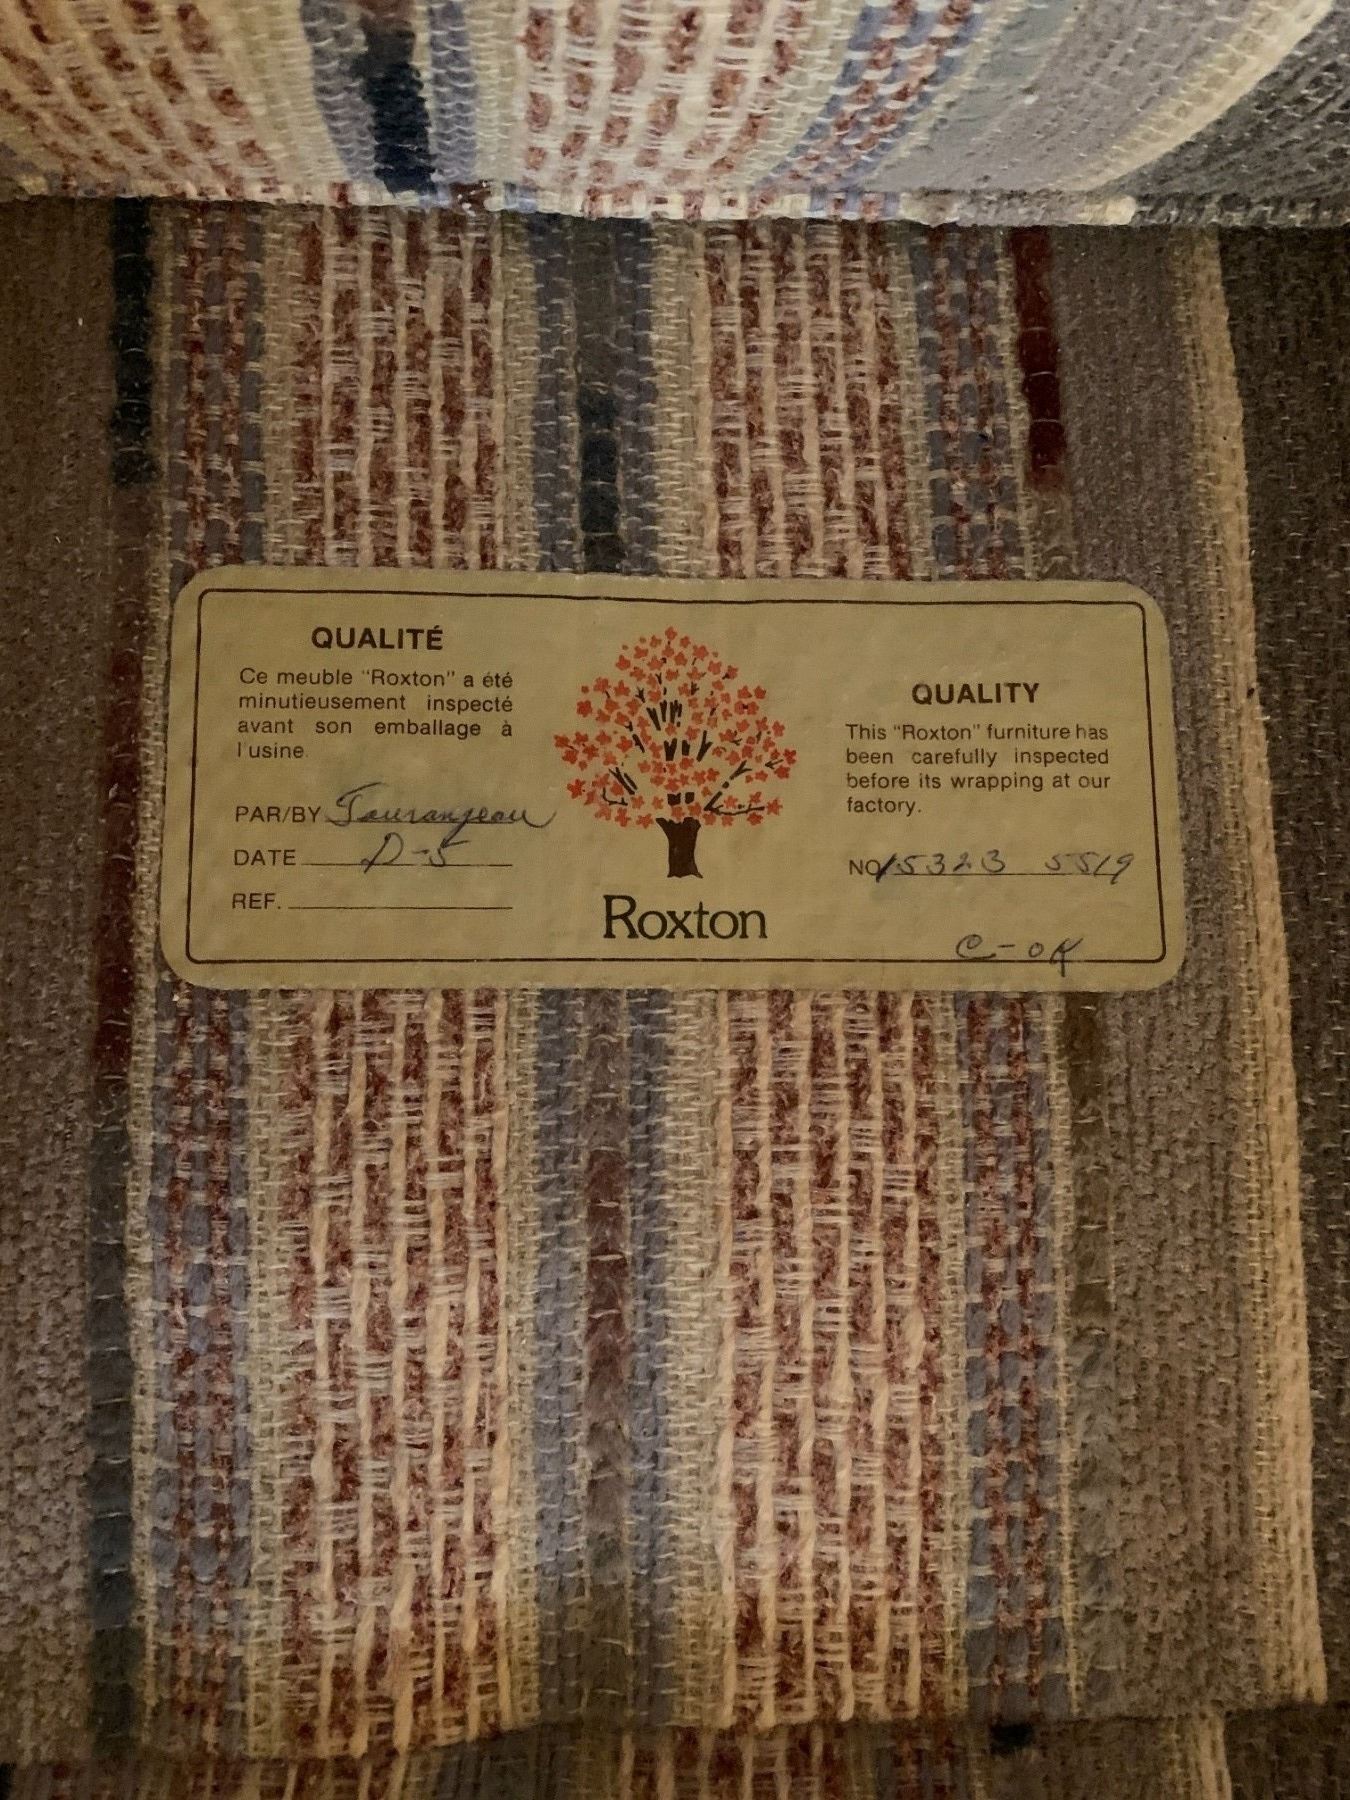 QUALITÉ
Ce meuble "Roxton" a été
minutieusement inspecté
avant son emballage à
l'usine.
PAR/BY Touranjeau
DATE D-5
REF.
Roxton
QUALITY
This "Roxton" furniture has
been carefully inspected
before its wrapping at our
factory.
NO 15323 5519
C-OK